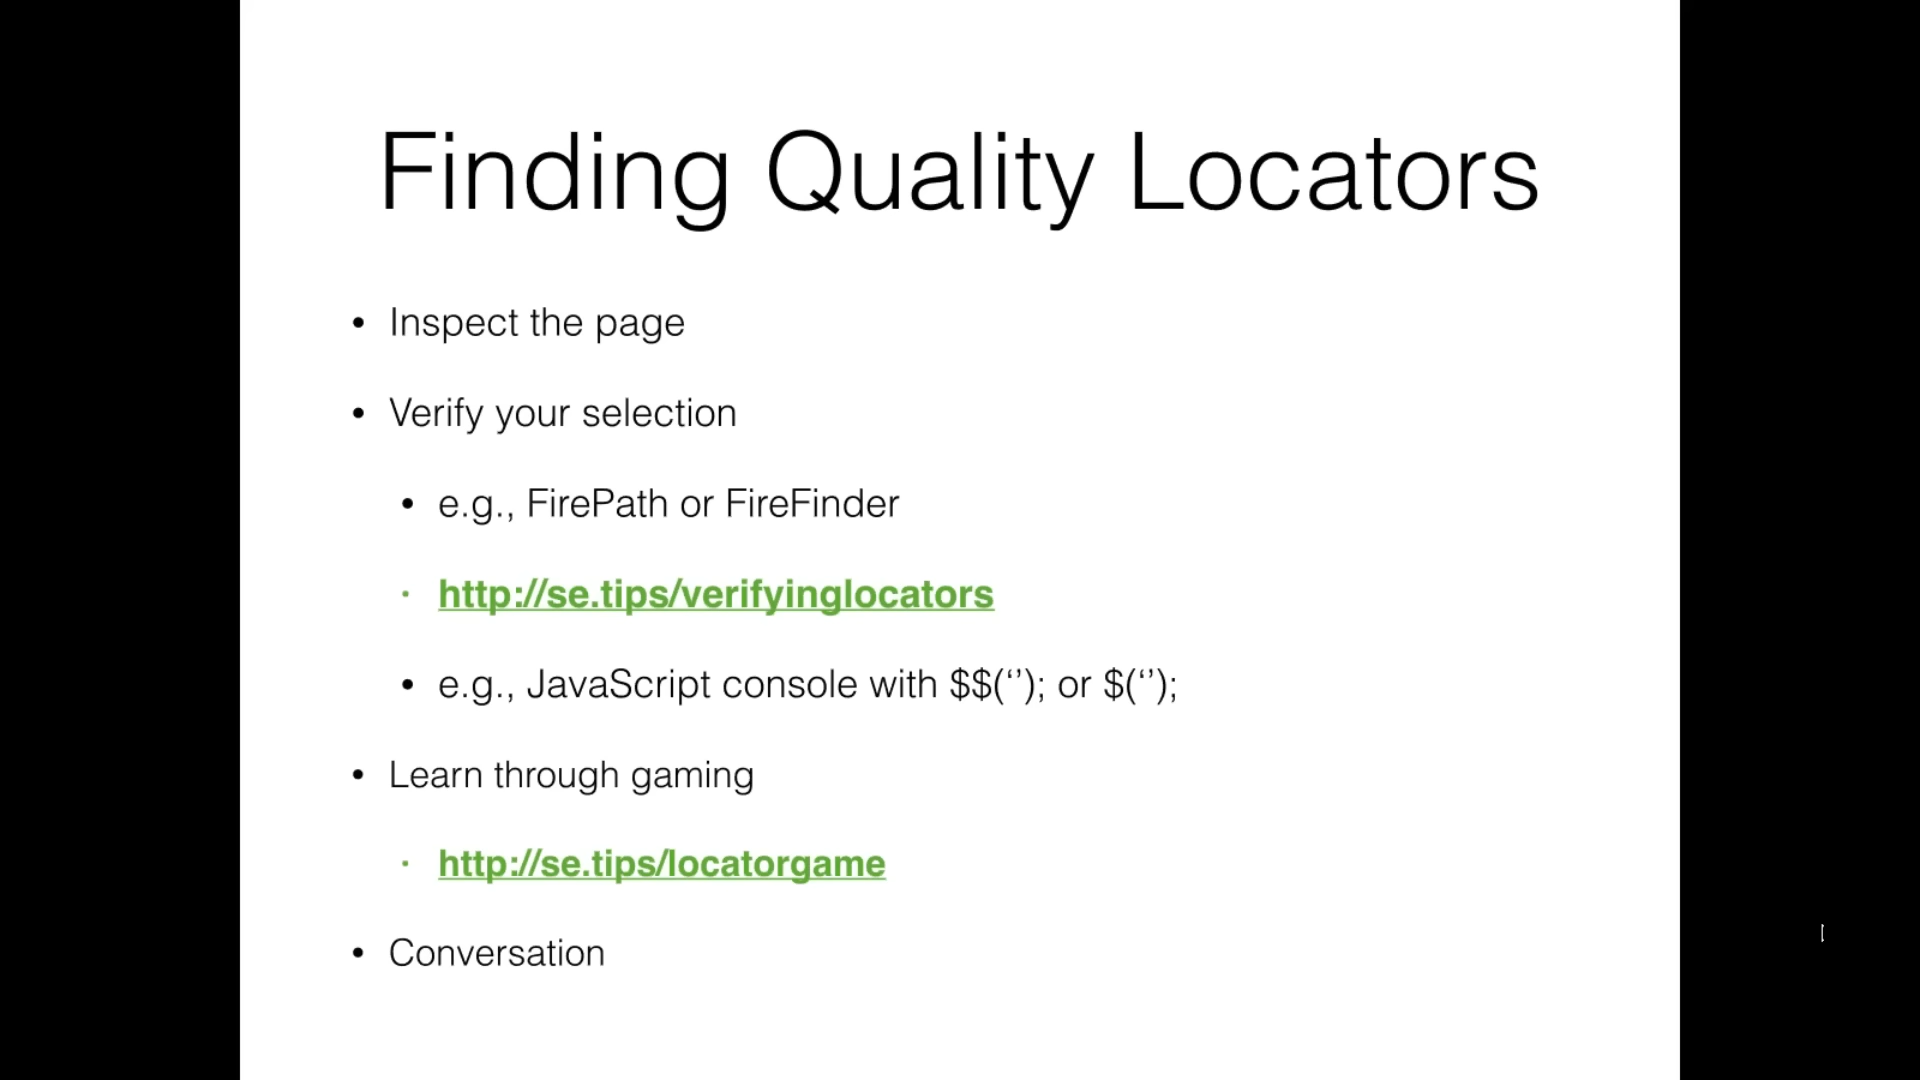 Finding Quality Locators
• Inspect the page
• Verify your selection
• e.g., FirePath or FireFinder
• http://se.tips/verifyinglocators
• e.g., JavaScript console with $$(‘’); or $(‘’);
• Learn through gaming
• http://se.tips/locatorgame
• Conversation